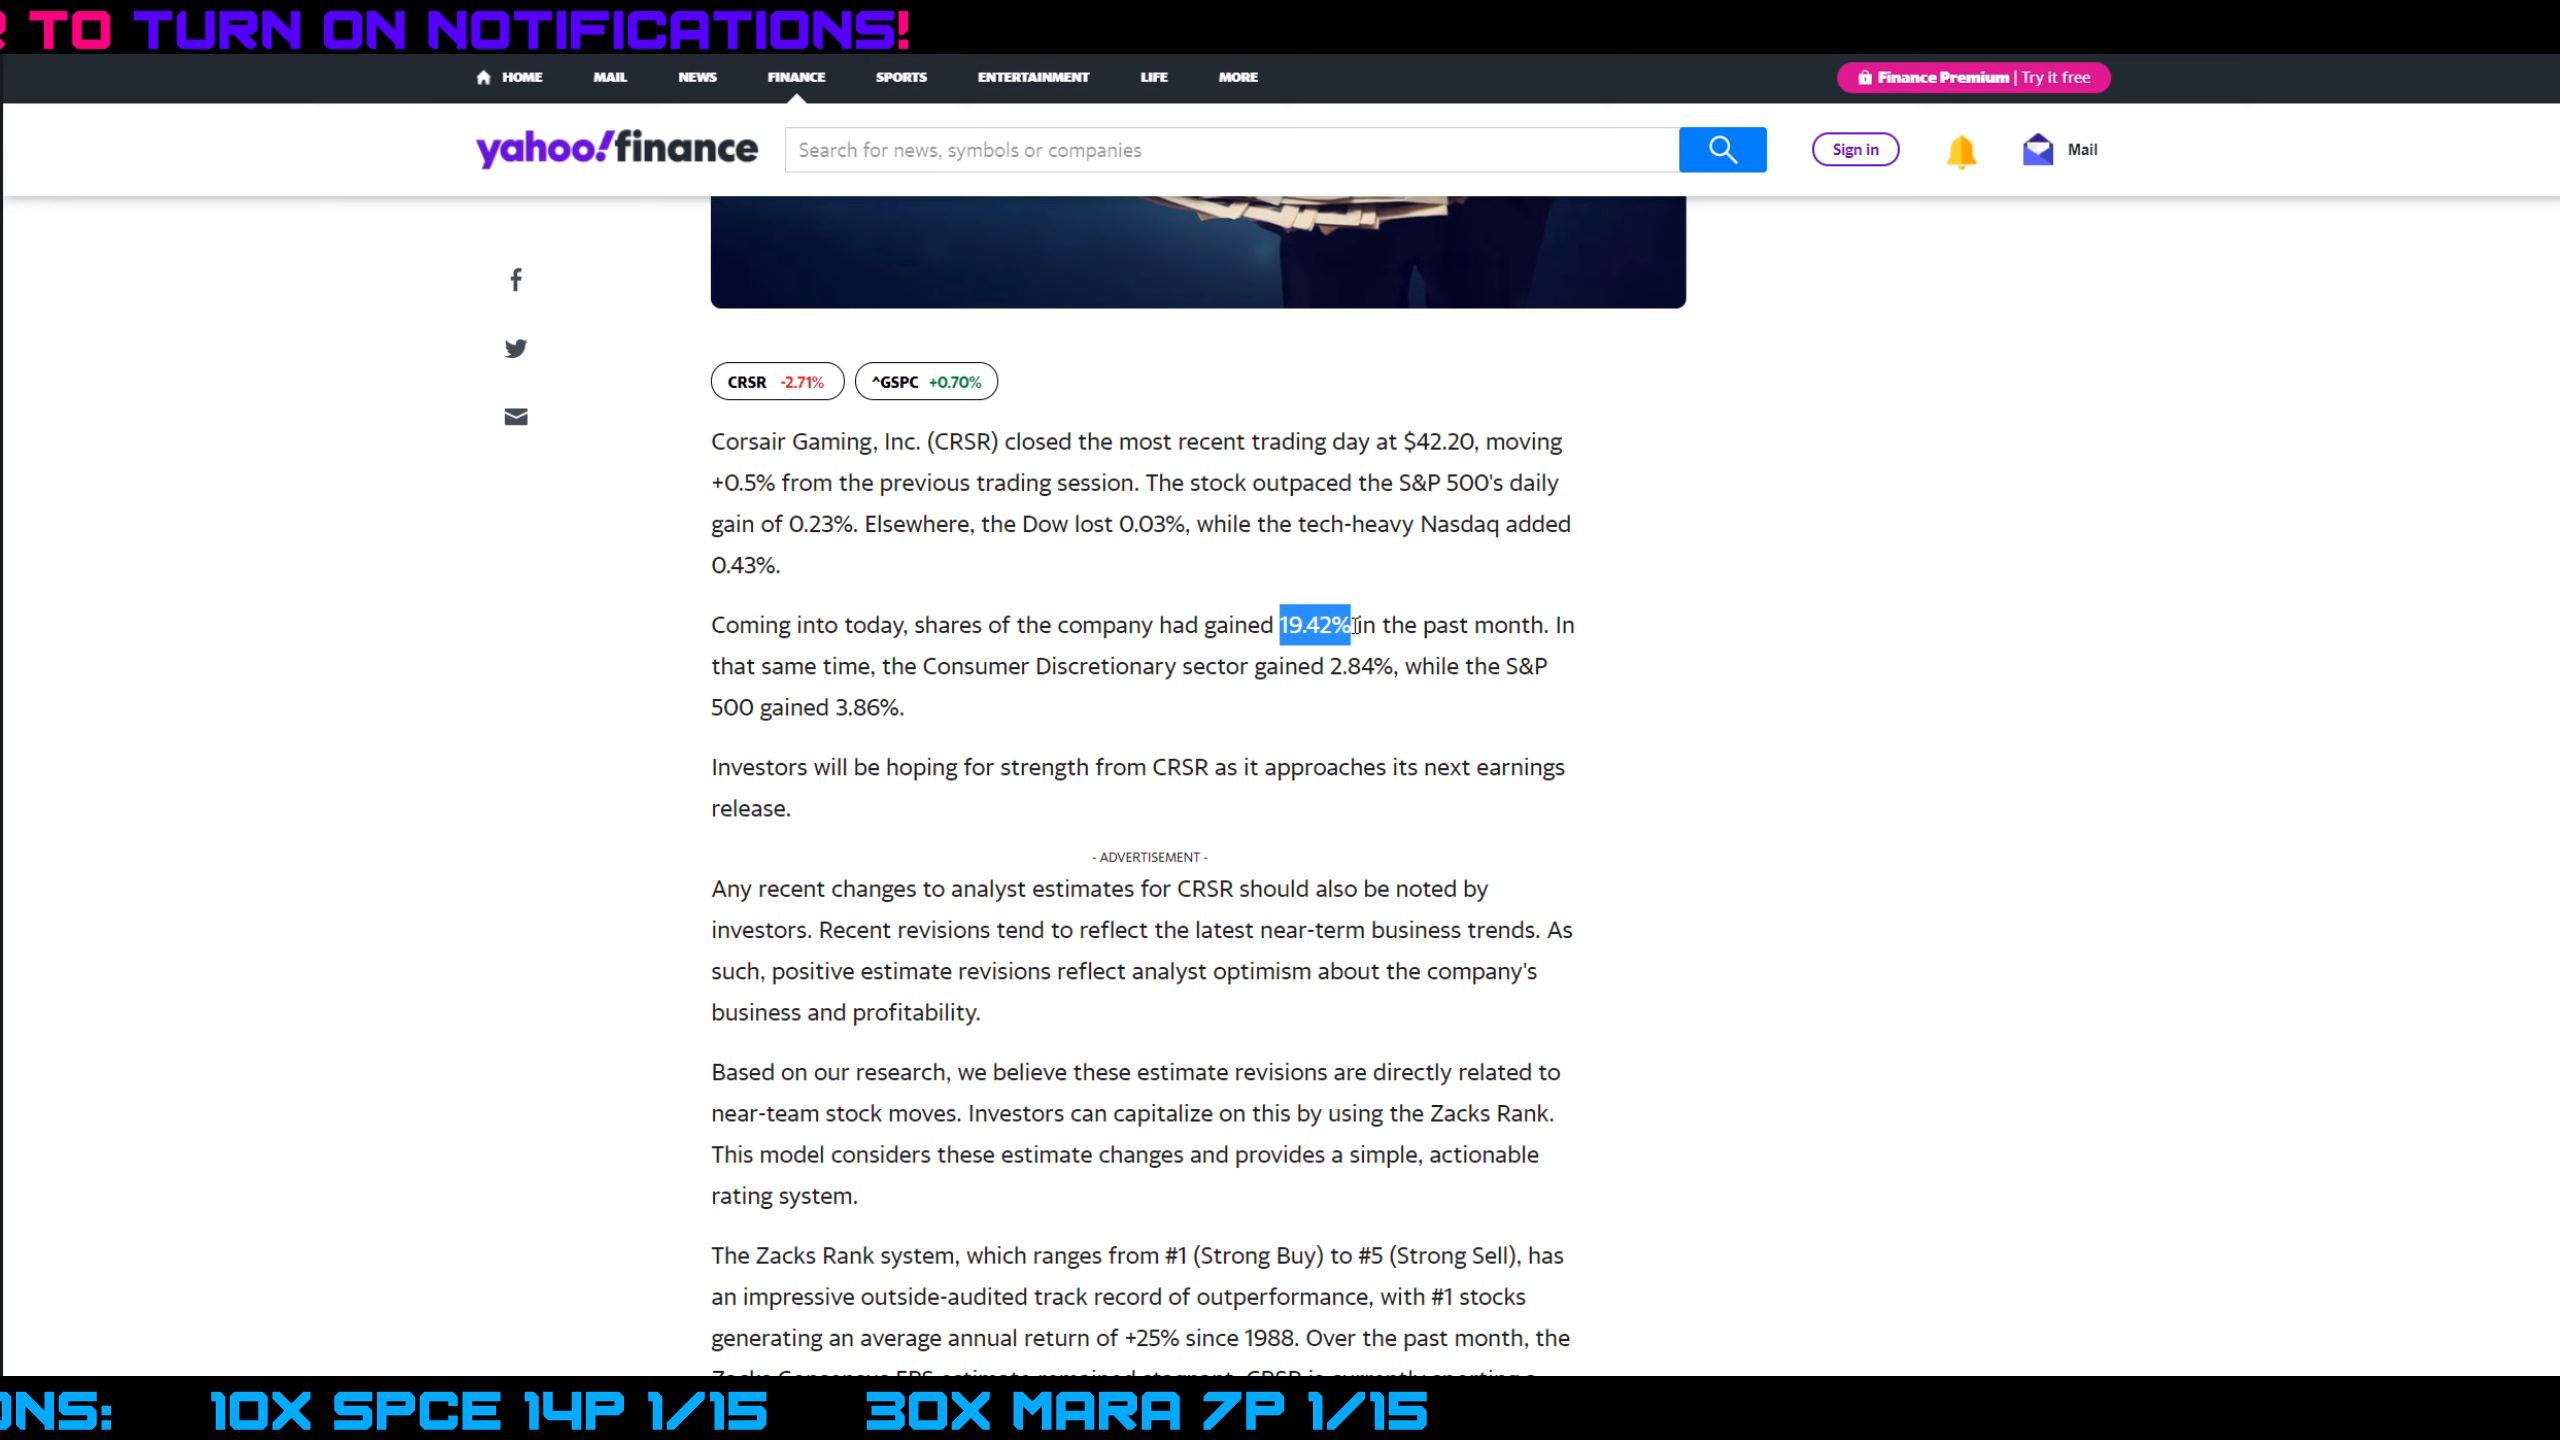 TO TURN ON NOTIFICATIONS!
HOME MAIL NEWS FINANCE SPORTS ENTERTAINMENT LIFE MORE Finance Premium | Try it free
yahoo!finance Search for news, symbols or companies Sign in Mail
CRSR -2.71% ^GSPC +0.70%
Corsair Gaming, Inc. (CRSR) closed the most recent trading day at $42.20, moving
+0.5% from the previous trading session. The stock outpaced the S&P 500's daily
gain of 0.23%. Elsewhere, the Dow lost 0.03%, while the tech-heavy Nasdaq added
0.43%.
Coming into today, shares of the company had gained 19.42% in the past month. In
that same time, the Consumer Discretionary sector gained 2.84%, while the S&P
500 gained 3.86%.
Investors will be hoping for strength from CRSR as it approaches its next earnings
release.
- ADVERTISEMENT -
Any recent changes to analyst estimates for CRSR should also be noted by
investors. Recent revisions tend to reflect the latest near-term business trends. As
such, positive estimate revisions reflect analyst optimism about the company's
business and profitability.
Based on our research, we believe these estimate revisions are directly related to
near-team stock moves. Investors can capitalize on this by using the Zacks Rank.
This model considers these estimate changes and provides a simple, actionable
rating system.
The Zacks Rank system, which ranges from #1 (Strong Buy) to #5 (Strong Sell), has
an impressive outside-audited track record of outperformance, with #1 stocks
generating an average annual return of +25% since 1988. Over the past month, the
ONS: 10X SPCE 14P 1/15 30X MARA 7P 1/15